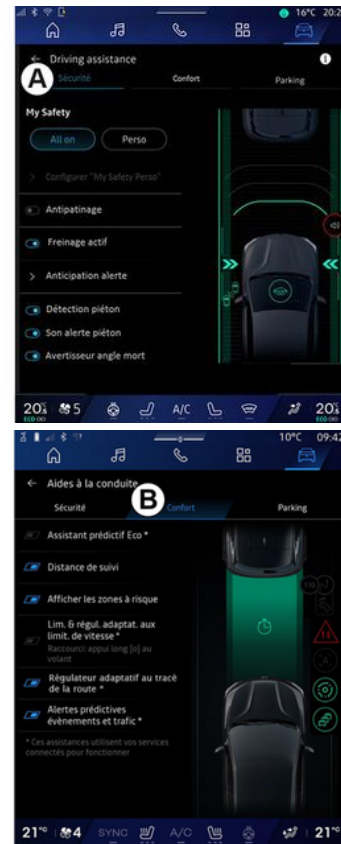 16°C 20:2
Driving assistance
A
Sécurité Confort Parking
My Safety
All on Perso
Configurer "My Safety Perso"
Antipatinage
Freinage actif
Anticipation alerte
Détection piéton
Son alerte piéton
Avertisseur angle mort
5 A/C
10°C 09:42
Aides à la conduite
B
Sécurité Confort Parking
Assistant prédictif Eco *
Distance de suivi
110
Afficher les zones à risque
Lim. & régul. adaptat. aux
limit. de vitesse *
Raccourci: appui long [o] au
volant
Régulateur adaptatif au tracé
de la route *
Alertes prédictives
évènements et trafic *
* Ces assistances utilisent vos services
connectés pour fonctionner
21 4 SYNC A/C 21